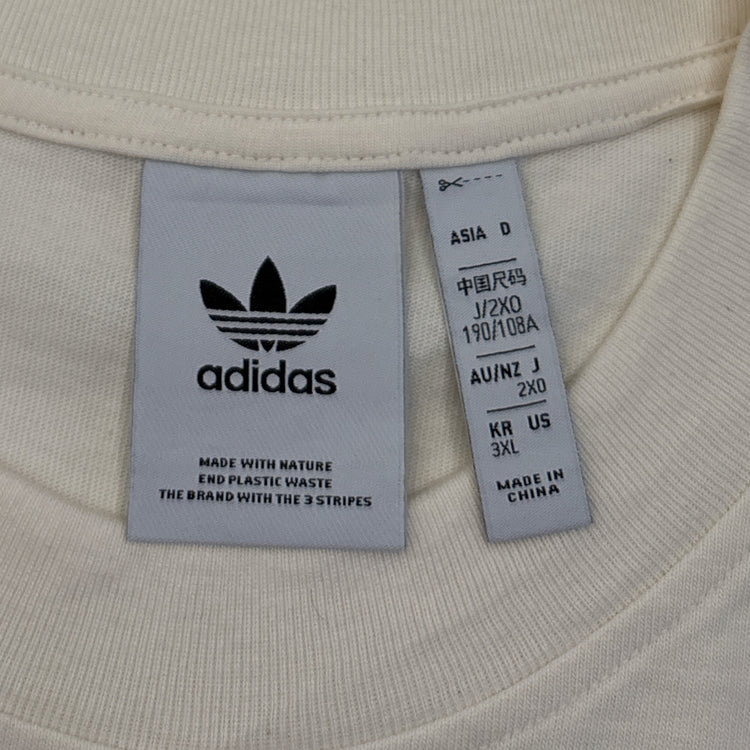 adidas
MADE WITH NATURE
END PLASTIC WASTE
THE BRAND WITH THE 3 STRIPES
ASIA D
中国尺码
J/2XO
190/108A
AU/NZ J
2XO
KR US
3XL
MADE IN
CHINA